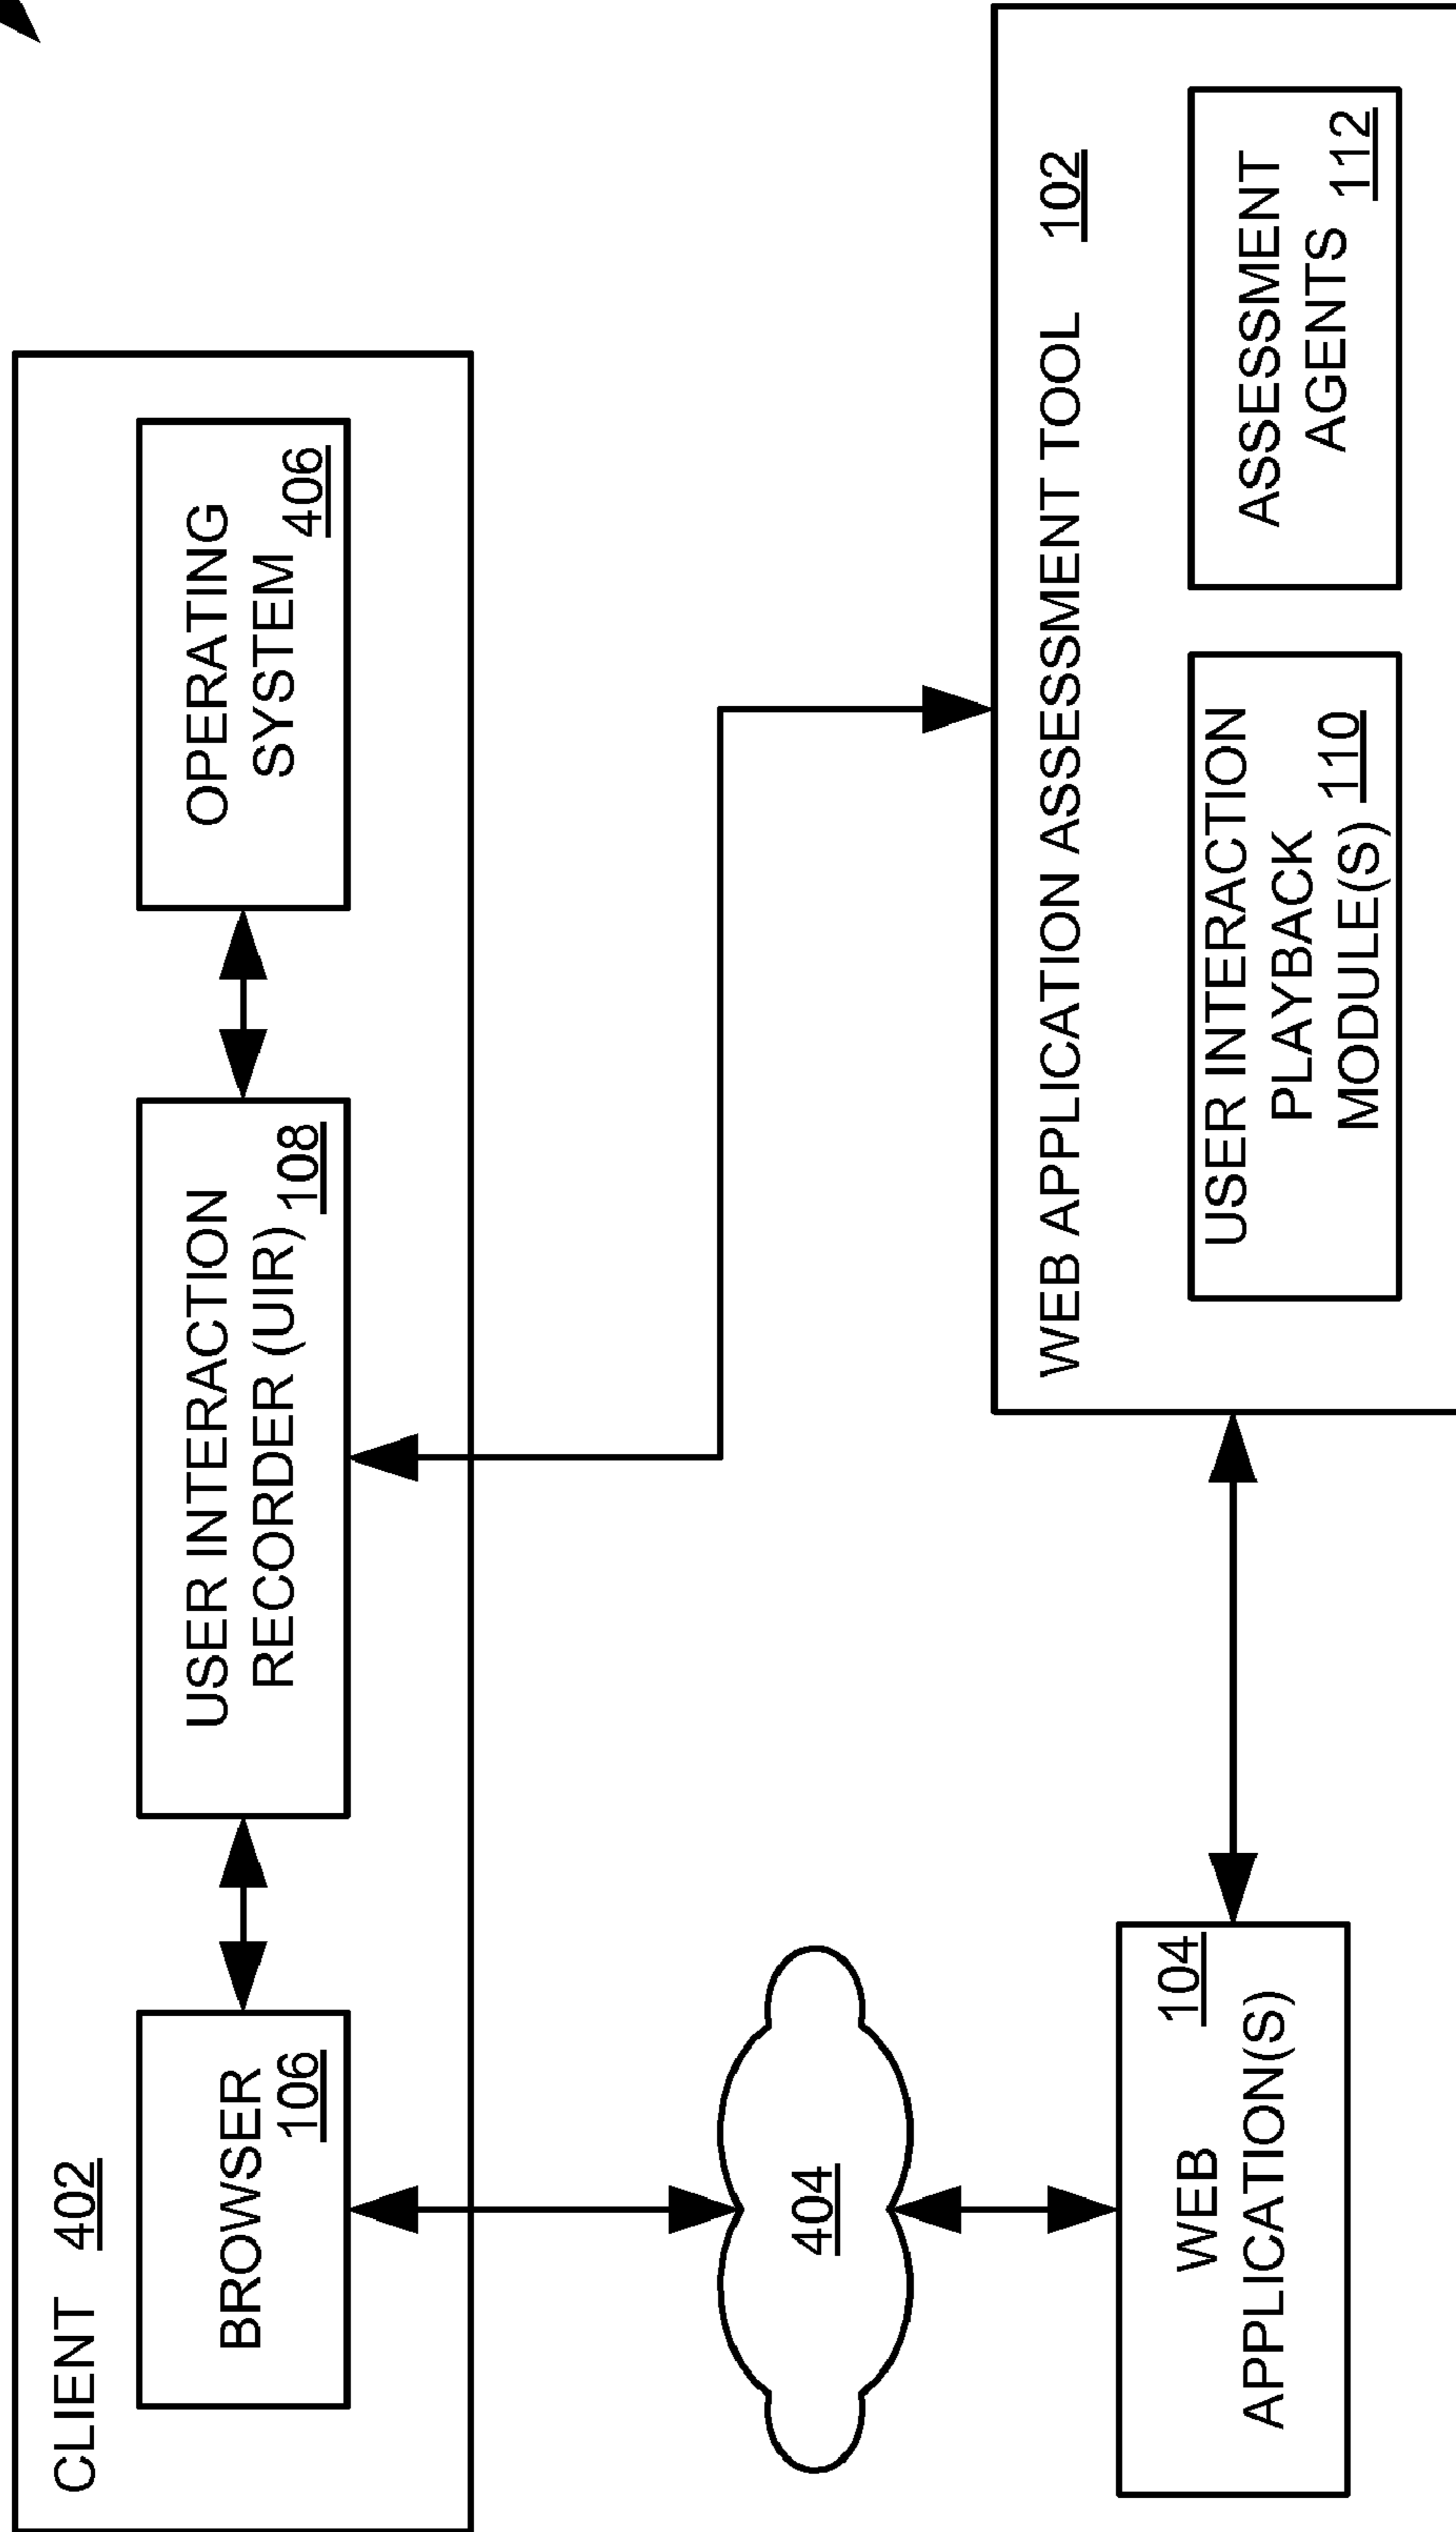 CLIENT 402
BROWSER
106
USER INTERACTION
RECORDER (UIR) 108
OPERATING
SYSTEM 406
404
WEB
104
APPLICATION(S)
WEB APPLICATION ASSESSMENT TOOL 102
USER INTERACTION
PLAYBACK
MODULE(S) 110
ASSESSMENT
AGENTS 112